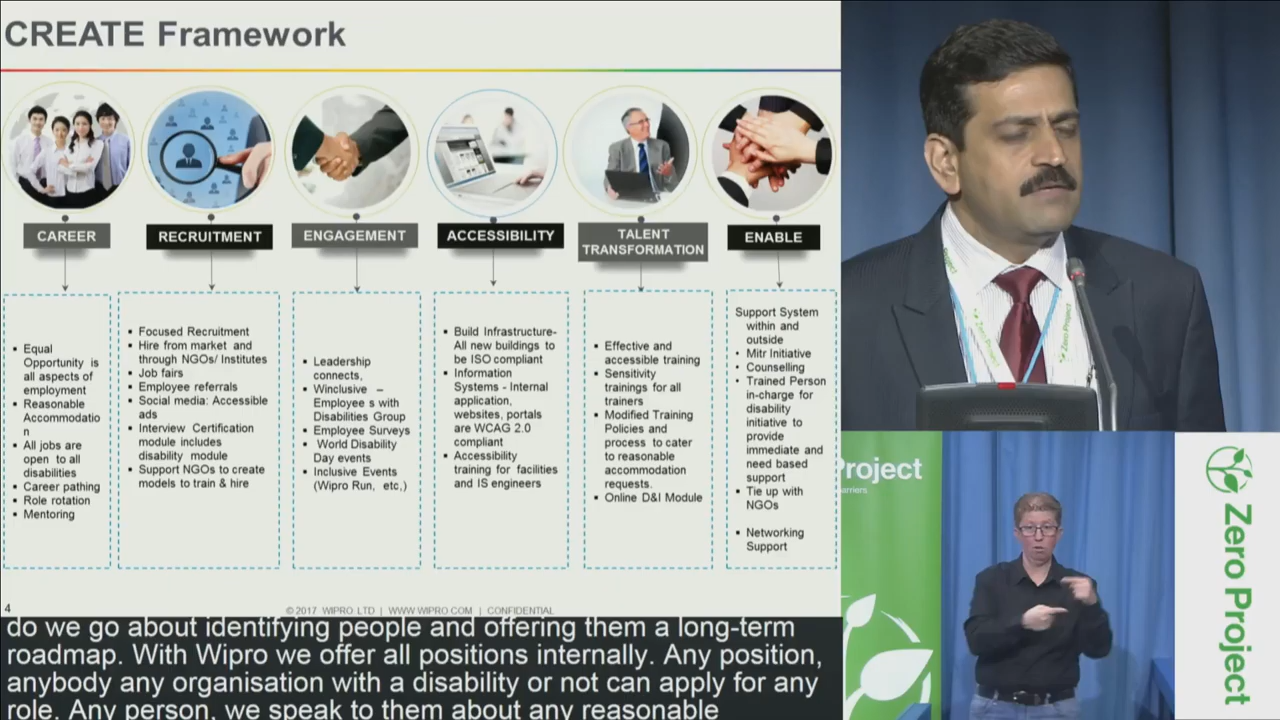 CREATE Framework
CAREER
RECRUITMENT
ENGAGEMENT
ACCESSIBILITY
TALENT
TRANSFORMATION
ENABLE
Equal
Opportunity is
all aspects of
employment
Reasonable
Accommodatio
n
All jobs are
open to all
disabilities
Career pathing
Role rotation
Mentoring
Focused Recruitment
Hire from market and
through NGOs/ Institutes
Job fairs
Employee referrals
Social media: Accessible
ads
Interview Certification
module includes
disability module
Support NGOs to create
models to train & hire
Leadership
connects,
Winclusive –
Employee s with
Disabilities Group
Employee Surveys
World Disability
Day events
Inclusive Events
(Wipro Run, etc,)
Build Infrastructure-
All new buildings to
be ISO compliant
Information
Systems - Internal
application,
websites, portals
are WCAG 2.0
compliant
Accessibility
training for facilities
and IS engineers
Effective and
accessible training
Sensitivity
trainings for all
trainers
Modified Training
Policies and
process to cater
to reasonable
accommodation
requests.
Online D&I Module
Support System
within and
outside
Mitr Initiative
Counselling
Trained Person
in-charge for
disability
initiative to
provide
immediate and
need based
support
Tie up with
NGOs
Networking
Support
4
© 2017 WIPRO LTD | WWW.WIPRO.COM | CONFIDENTIAL
do we go about identifying people and offering them a long-term
roadmap. With Wipro we offer all positions internally. Any position,
anybody any organisation with a disability or not can apply for any
role. Any person, we speak to them about any reasonable
Project
Zero Project